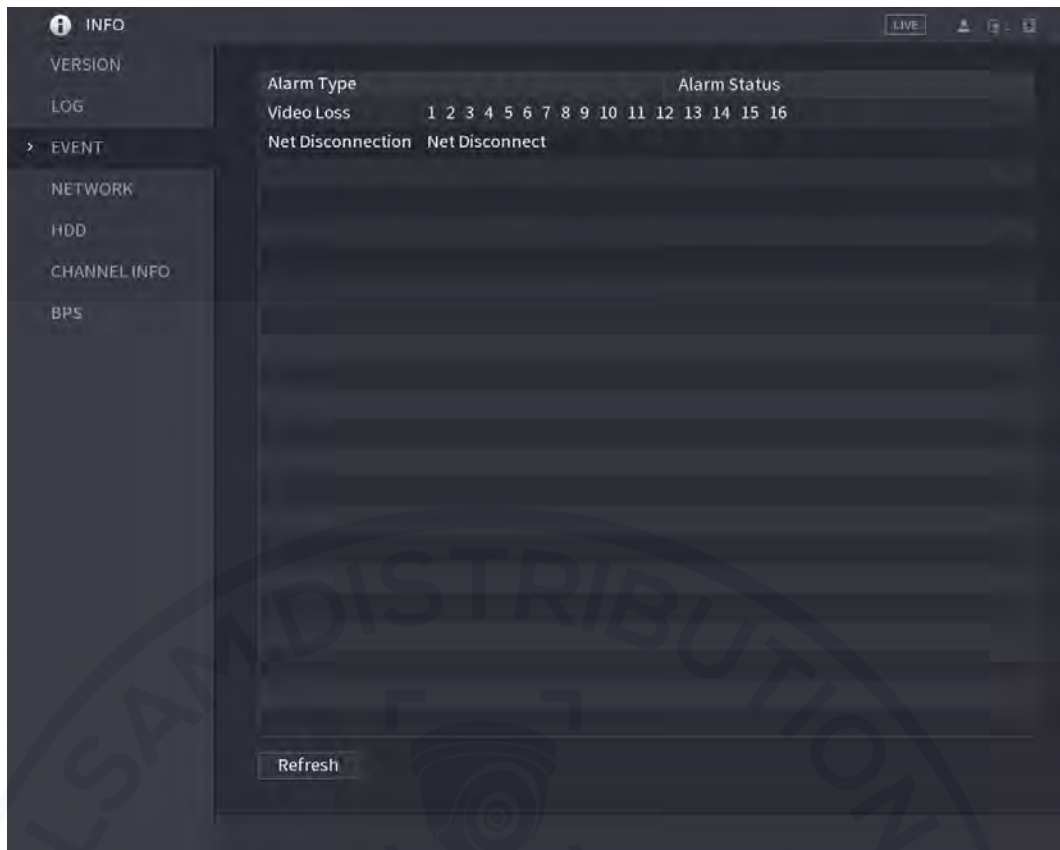 INFO
LIVE
VERSION
LOG
EVENT
NETWORK
HDD
CHANNEL INFO
BPS
Alarm Type Alarm Status
Video Loss 1 2 3 4 5 6 7 8 9 10 11 12 13 14 15 16
Net Disconnection Net Disconnect
Refresh
LSAMDISTRIBUTION